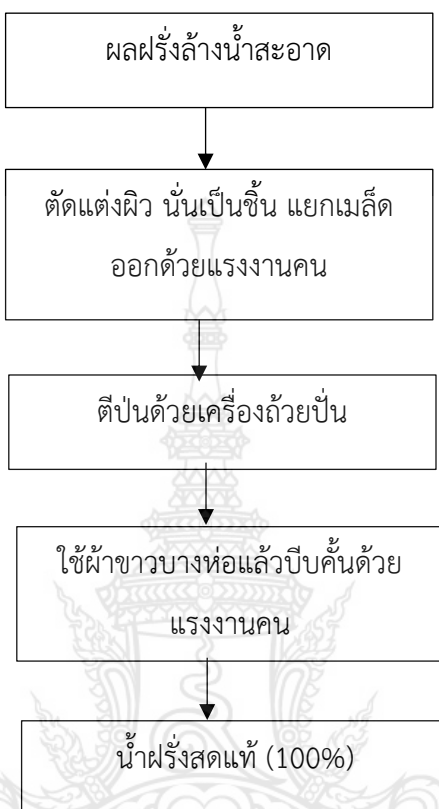 ผลฝรั่งล้างน้ำสะอาด
ตัดแต่งผิว นั่นเป็นชิ้น แยกเมล็ด
ออกด้วยแรงงานคน
ตีป่นด้วยเครื่องถ้วยปั่น
ใช้ผ้าขาวบางห่อแล้วบีบคั้นด้วย
แรงงานคน
น้ำฝรั่งสดแท้ (100%)